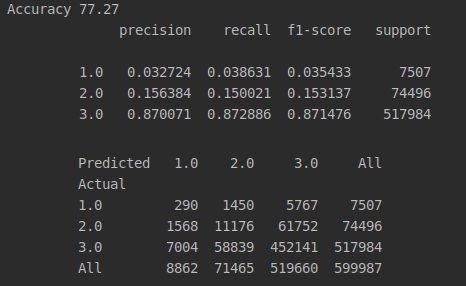 Accuracy 77.27
precision recall f1-score support
1.0 0.032724 0.038631 0.035433 7507
2.0 0.156384 0.150021 0.153137 74496
3.0 0.870071 0.872886 0.871476 517984
Predicted 1.0 2.0 3.0 All
Actual
1.0 290 1450 5767 7507
2.0 1568 11176 61752 74496
3.0 7004 58839 452141 517984
All 8862 71465 519660 599987